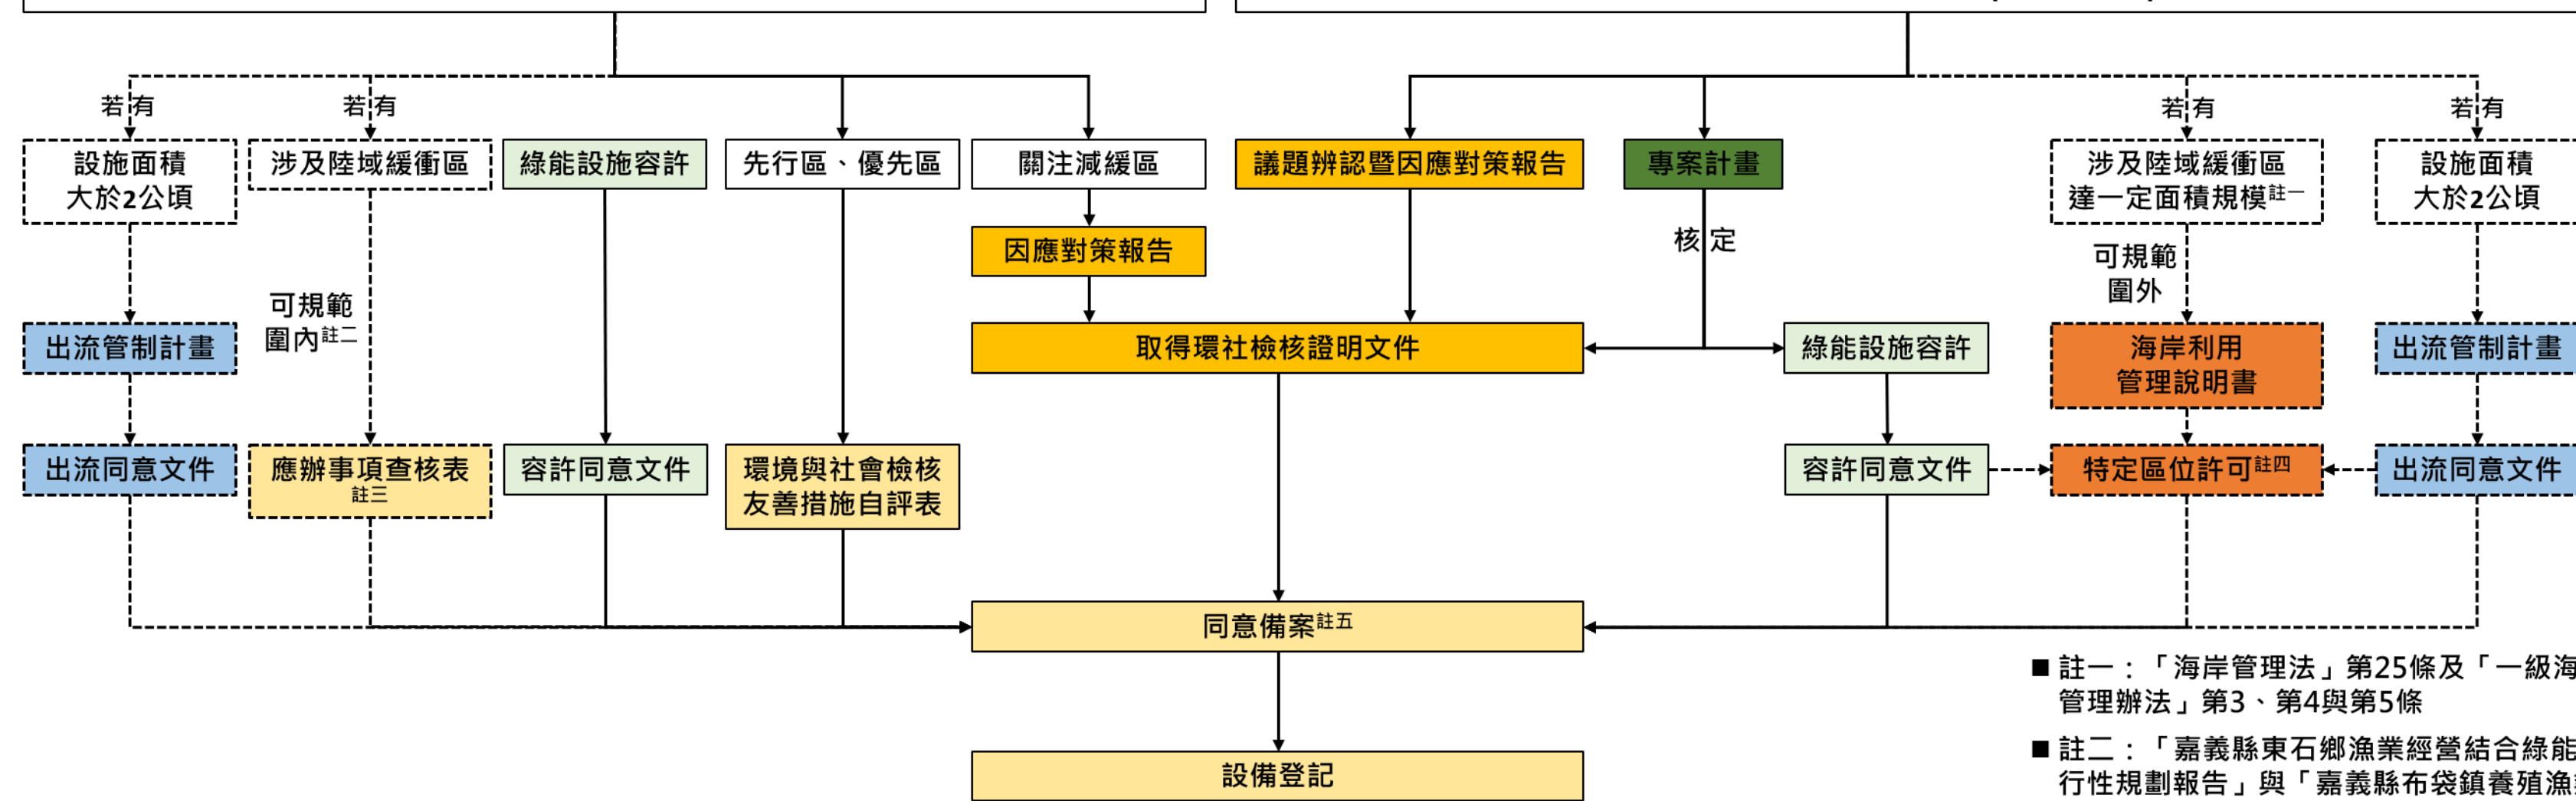 若有
若有
若有
若有
設施面積
大於2公頃
涉及陸域緩衝區
綠能設施容許
先行區、優先區
關注減緩區
議題辨認暨因應對策報告
專案計畫
涉及陸域緩衝區
達一定面積規模註一
設施面積
大於2公頃
因應對策報告
核定
可規範
圍外
可規範
圍內註二
出流管制計畫
取得環社檢核證明文件
綠能設施容許
海岸利用
管理說明書
出流管制計畫
出流同意文件
應辦事項查核表
註三
容許同意文件
環境與社會檢核
友善措施自評表
容許同意文件
特定區位許可註四
出流同意文件
同意備案註五
設備登記
■ 註一：「海岸管理法」第25條及「一級海
管理辦法」第3、第4與第5條
■ 註二：「嘉義縣東石鄉漁業經營結合綠能
行性規劃報告」與「嘉義縣布袋鎮養殖漁